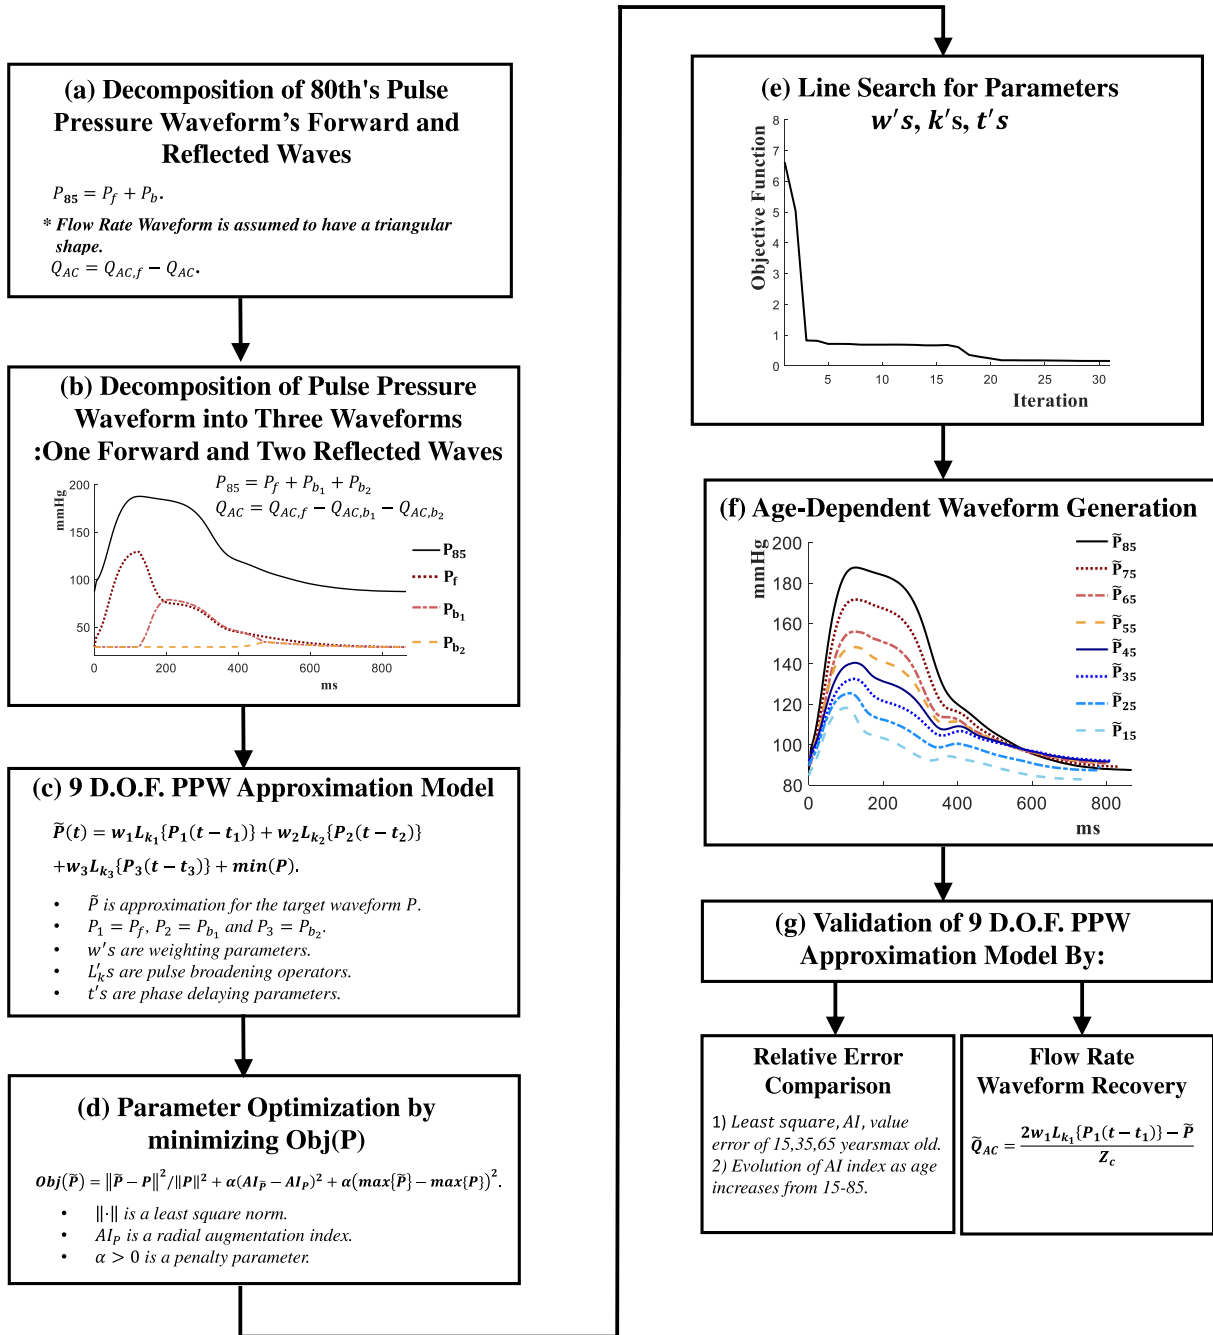 (a) Decomposition of 80th's Pulse
Pressure Waveform's Forward and
Reflected Waves
P₈₅ = P_f + P_b.
* Flow Rate Waveform is assumed to have a triangular
shape.
Q_AC = Q_AC,f − Q_AC.
(b) Decomposition of Pulse Pressure
Waveform into Three Waveforms
:One Forward and Two Reflected Waves
P₈₅ = P_f + P_b₁ + P_b₂
Q_AC = Q_AC,f − Q_AC,b₁ − Q_AC,b₂
mmHg
200
150
100
50
0
200
400
600
800
ms
P₈₅
P_f
P_b₁
P_b₂
(c) 9 D.O.F. PPW Approximation Model
P̃(t) = w₁L_k₁{P₁(t − t₁)} + w₂L_k₂{P₂(t − t₂)}
+w₃L_k₃{P₃(t − t₃)} + min(P).
• P̃ is approximation for the target waveform P.
• P₁ = P_f, P₂ = P_b₁ and P₃ = P_b₂.
• w's are weighting parameters.
• L'_k s are pulse broadening operators.
• t's are phase delaying parameters.
(d) Parameter Optimization by
minimizing Obj(P)
Obj(P̃) = ‖P̃ − P‖²/‖P‖² + α(AI_P̃ − AI_P)² + α(max{P̃} − max{P})².
• ‖·‖ is a least square norm.
• AI_P is a radial augmentation index.
• α > 0 is a penalty parameter.
(e) Line Search for Parameters
w's, k's, t's
Objective Function
8
7
6
5
4
3
2
1
0
5
10
15
20
25
30
Iteration
(f) Age-Dependent Waveform Generation
mmHg
200
180
160
140
120
100
80
0
200
400
600
800
ms
P̃₈₅
P̃₇₅
P̃₆₅
P̃₅₅
P̃₄₅
P̃₃₅
P̃₂₅
P̃₁₅
(g) Validation of 9 D.O.F. PPW
Approximation Model By:
Relative Error
Comparison
1) Least square, AI, value
error of 15,35,65 yearsmax old.
2) Evolution of AI index as age
increases from 15-85.
Flow Rate
Waveform Recovery
Q̃_AC = (2w₁L_k₁{P₁(t − t₁)} − P̃) / Z_c